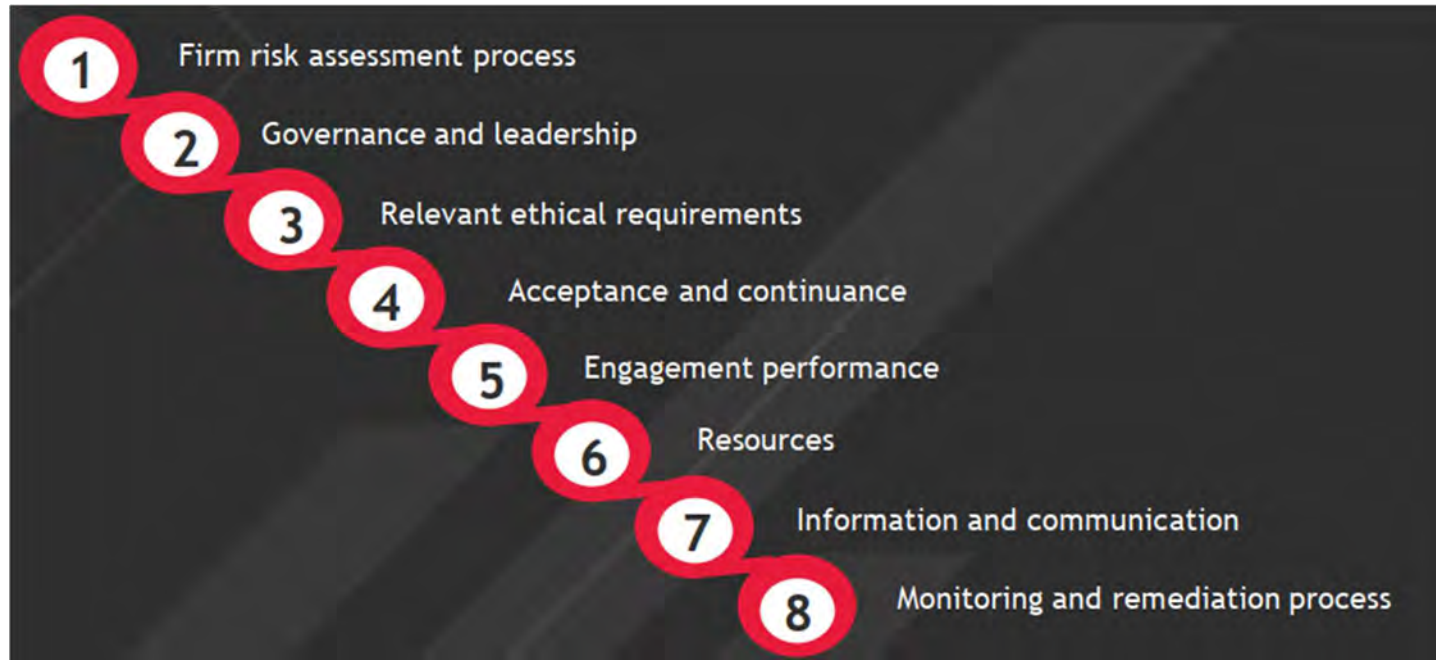 1 Firm risk assessment process
2 Governance and leadership
3 Relevant ethical requirements
4 Acceptance and continuance
5 Engagement performance
6 Resources
7 Information and communication
8 Monitoring and remediation process